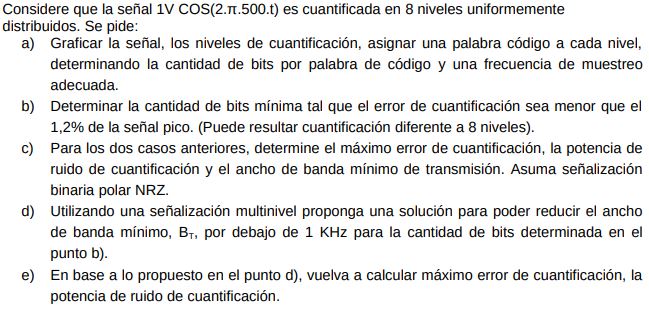 Considere que la señal 1V COS(2.π.500.t) es cuantificada en 8 niveles uniformemente
distribuidos. Se pide:
a) Graficar la señal, los niveles de cuantificación, asignar una palabra código a cada nivel,
determinando la cantidad de bits por palabra de código y una frecuencia de muestreo
adecuada.
b) Determinar la cantidad de bits mínima tal que el error de cuantificación sea menor que el
1,2% de la señal pico. (Puede resultar cuantificación diferente a 8 niveles).
c) Para los dos casos anteriores, determine el máximo error de cuantificación, la potencia de
ruido de cuantificación y el ancho de banda mínimo de transmisión. Asuma señalización
binaria polar NRZ.
d) Utilizando una señalización multinivel proponga una solución para poder reducir el ancho
de banda mínimo, B_T, por debajo de 1 KHz para la cantidad de bits determinada en el
punto b).
e) En base a lo propuesto en el punto d), vuelva a calcular máximo error de cuantificación, la
potencia de ruido de cuantificación.